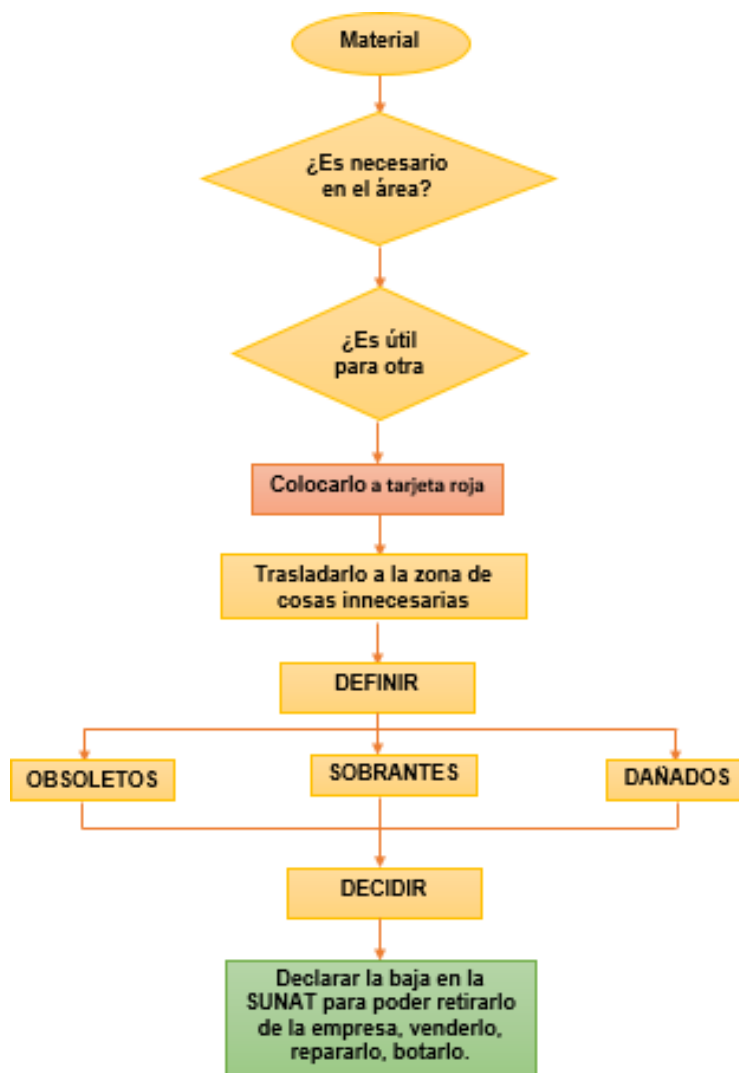 Material
¿Es necesario
en el área?
¿Es útil
para otra
Colocarlo a tarjeta roja
Trasladarlo a la zona de
cosas innecesarias
DEFINIR
OBSOLETOS
SOBRANTES
DAÑADOS
DECIDIR
Declarar la baja en la
SUNAT para poder retirarlo
de la empresa, venderlo,
repararlo, botarlo.